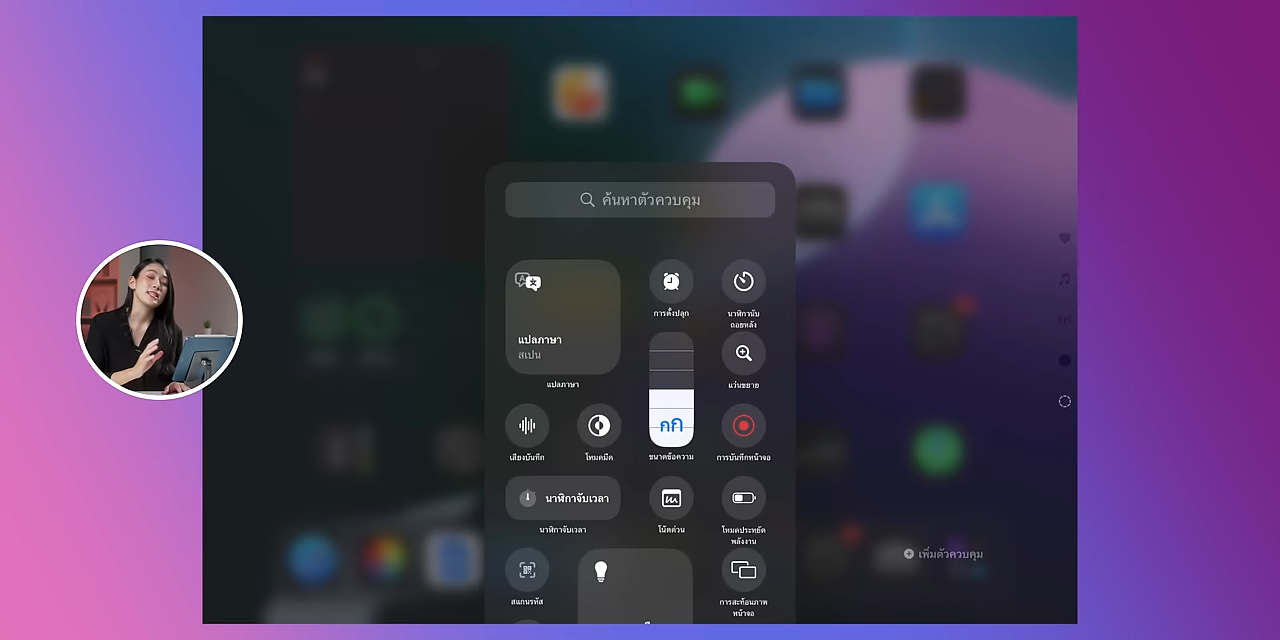 ค้นหาตัวควบคุม
แปลภาษา
สเปน
แปลภาษา
การตั้งปลุก
นาฬิกานับ
ถอยหลัง
แว่นขยาย
เสียงบันทึก
โหมดมืด
กกิ
ขนาดข้อความ
การบันทึกหน้าจอ
นาฬิกาจับเวลา
นาฬิกาจับเวลา
โน้ตด่วน
โหมดประหยัด
พลังงาน
สแกนรหัส
การสะท้อนภาพ
หน้าจอ
เพิ่มตัวควบคุม